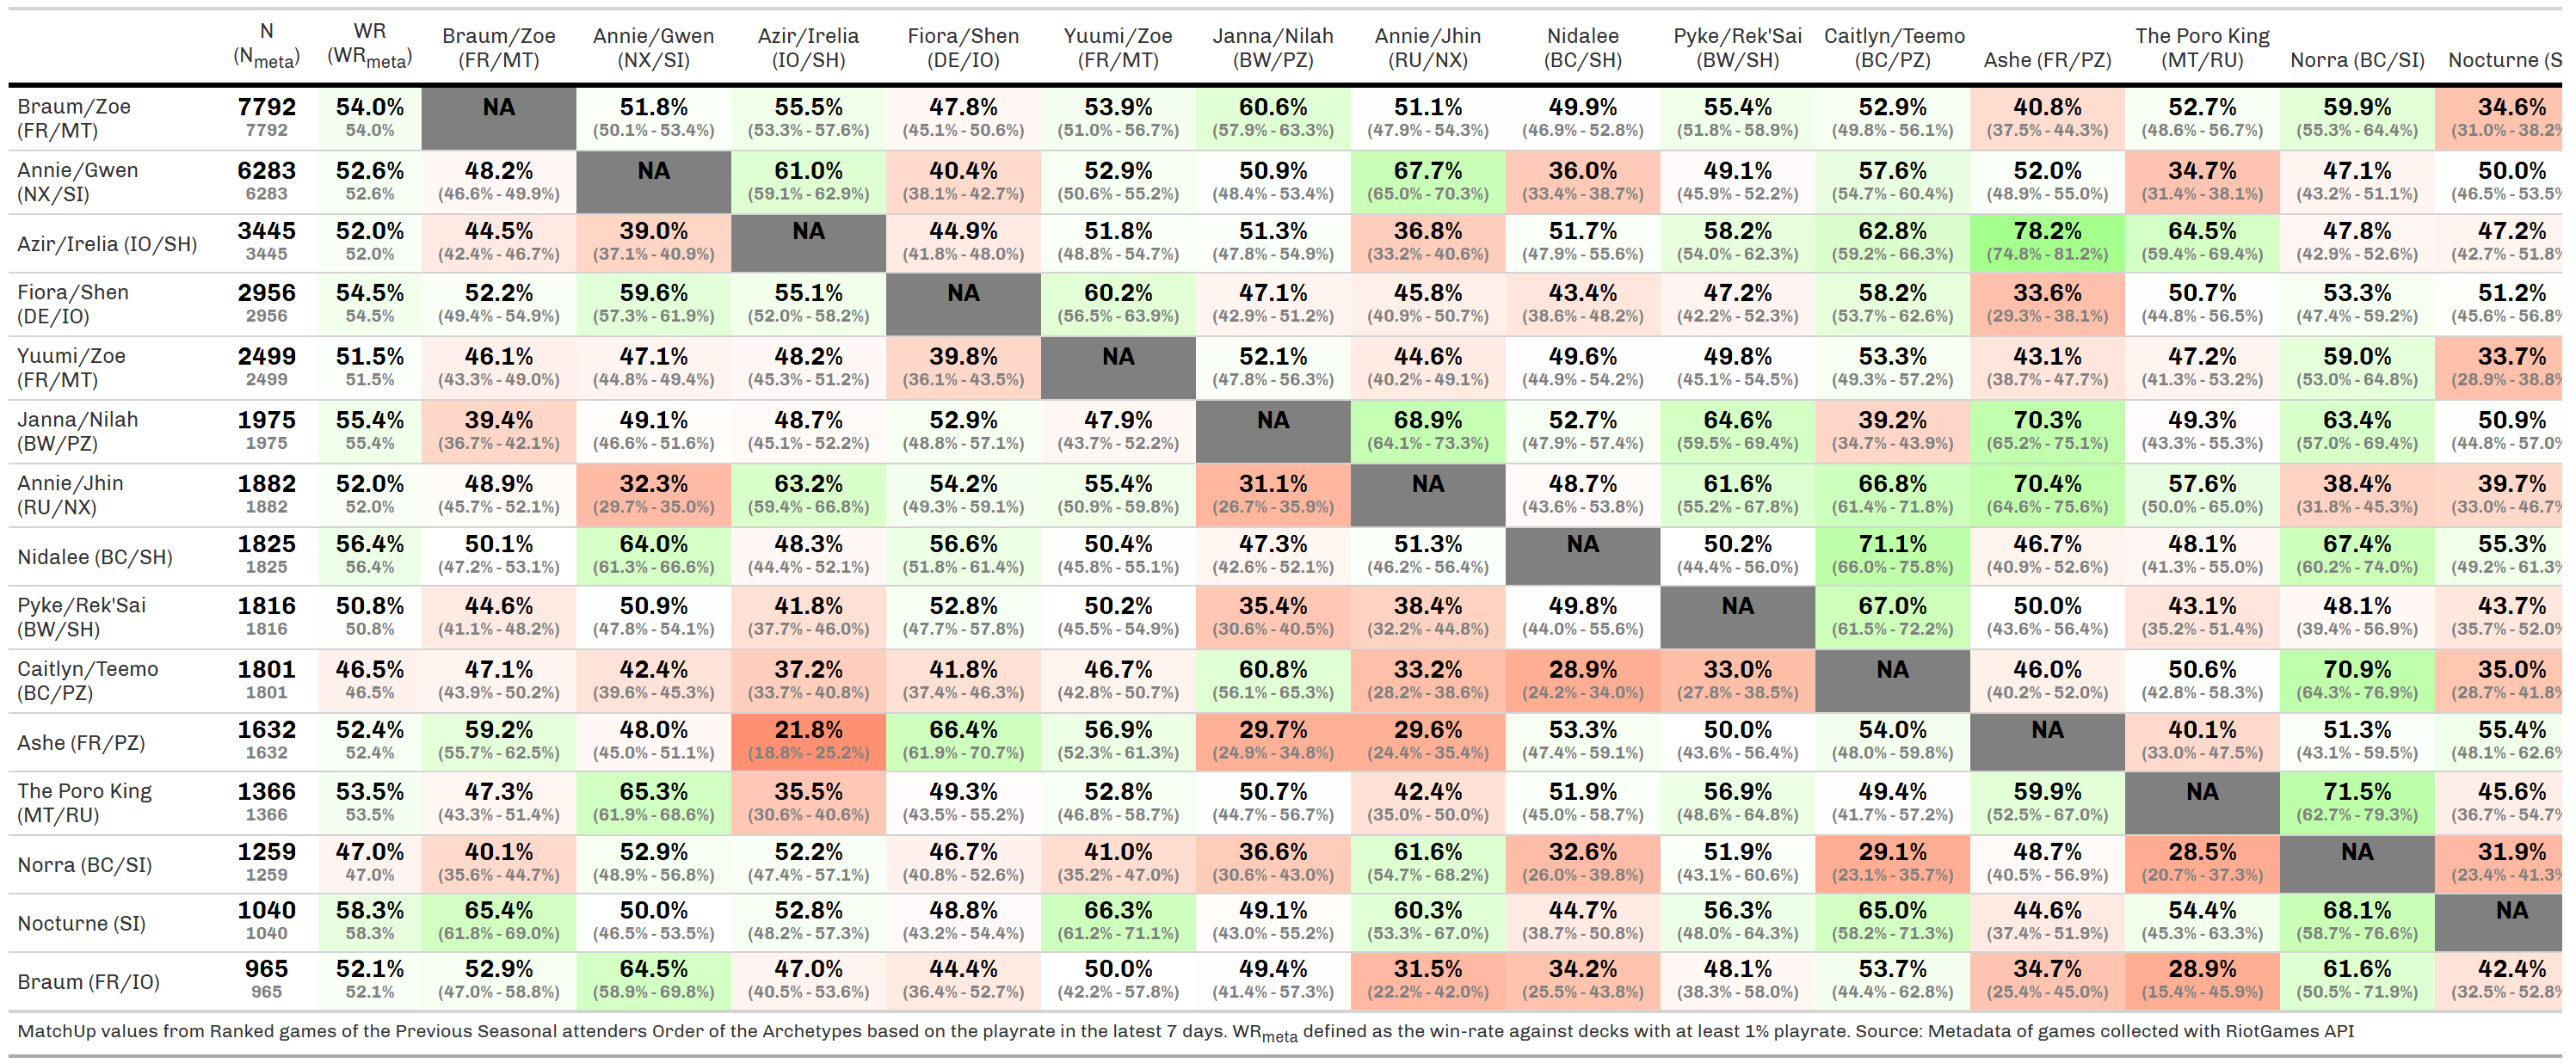 N WR Braum/Zoe Annie/Gwen Azir/Irelia Fiora/Shen Yuumi/Zoe Janna/Nilah Annie/Jhin Nidalee Pyke/Rek'Sai Caitlyn/Teemo Ashe (FR/PZ) The Poro King Norra (BC/SI) Nocturne (S
(Nmeta) (WRmeta) (FR/MT) (NX/SI) (IO/SH) (DE/IO) (FR/MT) (BW/PZ) (RU/NX) (BC/SH) (BW/SH) (BC/PZ) (MT/RU)
Braum/Zoe 7792 54.0% NA 51.8% 55.5% 47.8% 53.9% 60.6% 51.1% 49.9% 55.4% 52.9% 40.8% 52.7% 59.9% 34.6%
(FR/MT) 7792 54.0% (50.1% - 53.4%) (53.3% - 57.6%) (45.1% - 50.6%) (51.0% - 56.7%) (57.9% - 63.3%) (47.9% - 54.3%) (46.9% - 52.8%) (51.8% - 58.9%) (49.8% - 56.1%) (37.5% - 44.3%) (48.6% - 56.7%) (55.3% - 64.4%) (31.0% - 38.2%
Annie/Gwen 6283 52.6% 48.2% NA 61.0% 40.4% 52.9% 50.9% 67.7% 36.0% 49.1% 57.6% 52.0% 34.7% 47.1% 50.0%
(NX/SI) 6283 52.6% (46.6% - 49.9%) (59.1% - 62.9%) (38.1% - 42.7%) (50.6% - 55.2%) (48.4% - 53.4%) (65.0% - 70.3%) (33.4% - 38.7%) (45.9% - 52.2%) (54.7% - 60.4%) (48.9% - 55.0%) (31.4% - 38.1%) (43.2% - 51.1%) (46.5% - 53.5%
Azir/Irelia (IO/SH) 3445 52.0% 44.5% 39.0% NA 44.9% 51.8% 51.3% 36.8% 51.7% 58.2% 62.8% 78.2% 64.5% 47.8% 47.2%
3445 52.0% (42.4% - 46.7%) (37.1% - 40.9%) (41.8% - 48.0%) (48.8% - 54.7%) (47.8% - 54.9%) (33.2% - 40.6%) (47.9% - 55.6%) (54.0% - 62.3%) (59.2% - 66.3%) (74.8% - 81.2%) (59.4% - 69.4%) (42.9% - 52.6%) (42.7% - 51.8%
Fiora/Shen 2956 54.5% 52.2% 59.6% 55.1% NA 60.2% 47.1% 45.8% 43.4% 47.2% 58.2% 33.6% 50.7% 53.3% 51.2%
(DE/IO) 2956 54.5% (49.4% - 54.9%) (57.3% - 61.9%) (52.0% - 58.2%) (56.5% - 63.9%) (42.9% - 51.2%) (40.9% - 50.7%) (38.6% - 48.2%) (42.2% - 52.3%) (53.7% - 62.6%) (29.3% - 38.1%) (44.8% - 56.5%) (47.4% - 59.2%) (45.6% - 56.8%
Yuumi/Zoe 2499 51.5% 46.1% 47.1% 48.2% 39.8% NA 52.1% 44.6% 49.6% 49.8% 53.3% 43.1% 47.2% 59.0% 33.7%
(FR/MT) 2499 51.5% (43.3% - 49.0%) (44.8% - 49.4%) (45.3% - 51.2%) (36.1% - 43.5%) (47.8% - 56.3%) (40.2% - 49.1%) (44.9% - 54.2%) (45.1% - 54.5%) (49.3% - 57.2%) (38.7% - 47.7%) (41.3% - 53.2%) (53.0% - 64.8%) (28.9% - 38.8%
Janna/Nilah 1975 55.4% 39.4% 49.1% 48.7% 52.9% 47.9% NA 68.9% 52.7% 64.6% 39.2% 70.3% 49.3% 63.4% 50.9%
(BW/PZ) 1975 55.4% (36.7% - 42.1%) (46.6% - 51.6%) (45.1% - 52.2%) (48.8% - 57.1%) (43.7% - 52.2%) (64.1% - 73.3%) (47.9% - 57.4%) (59.5% - 69.4%) (34.7% - 43.9%) (65.2% - 75.1%) (43.3% - 55.3%) (57.0% - 69.4%) (44.8% - 57.0%
Annie/Jhin 1882 52.0% 48.9% 32.3% 63.2% 54.2% 55.4% 31.1% NA 48.7% 61.6% 66.8% 70.4% 57.6% 38.4% 39.7%
(RU/NX) 1882 52.0% (45.7% - 52.1%) (29.7% - 35.0%) (59.4% - 66.8%) (49.3% - 59.1%) (50.9% - 59.8%) (26.7% - 35.9%) (43.6% - 53.8%) (55.2% - 67.8%) (61.4% - 71.8%) (64.6% - 75.6%) (50.0% - 65.0%) (31.8% - 45.3%) (33.0% - 46.7%
Nidalee (BC/SH) 1825 56.4% 50.1% 64.0% 48.3% 56.6% 50.4% 47.3% 51.3% NA 50.2% 71.1% 46.7% 48.1% 67.4% 55.3%
1825 56.4% (47.2% - 53.1%) (61.3% - 66.6%) (44.4% - 52.1%) (51.8% - 61.4%) (45.8% - 55.1%) (42.6% - 52.1%) (46.2% - 56.4%) (44.4% - 56.0%) (66.0% - 75.8%) (40.9% - 52.6%) (41.3% - 55.0%) (60.2% - 74.0%) (49.2% - 61.3%
Pyke/Rek'Sai 1816 50.8% 44.6% 50.9% 41.8% 52.8% 50.2% 35.4% 38.4% 49.8% NA 67.0% 50.0% 43.1% 48.1% 43.7%
(BW/SH) 1816 50.8% (41.1% - 48.2%) (47.8% - 54.1%) (37.7% - 46.0%) (47.7% - 57.8%) (45.5% - 54.9%) (30.6% - 40.5%) (32.2% - 44.8%) (44.0% - 55.6%) (61.5% - 72.2%) (43.6% - 56.4%) (35.2% - 51.4%) (39.4% - 56.9%) (35.7% - 52.0%
Caitlyn/Teemo 1801 46.5% 47.1% 42.4% 37.2% 41.8% 46.7% 60.8% 33.2% 28.9% 33.0% NA 46.0% 50.6% 70.9% 35.0%
(BC/PZ) 1801 46.5% (43.9% - 50.2%) (39.6% - 45.3%) (33.7% - 40.8%) (37.4% - 46.3%) (42.8% - 50.7%) (56.1% - 65.3%) (28.2% - 38.6%) (24.2% - 34.0%) (27.8% - 38.5%) (40.2% - 52.0%) (42.8% - 58.3%) (64.3% - 76.9%) (28.7% - 41.8%
Ashe (FR/PZ) 1632 52.4% 59.2% 48.0% 21.8% 66.4% 56.9% 29.7% 29.6% 53.3% 50.0% 54.0% NA 40.1% 51.3% 55.4%
1632 52.4% (55.7% - 62.5%) (45.0% - 51.1%) (18.8% - 25.2%) (61.9% - 70.7%) (52.3% - 61.3%) (24.9% - 34.8%) (24.4% - 35.4%) (47.4% - 59.1%) (43.6% - 56.4%) (48.0% - 59.8%) (33.0% - 47.5%) (43.1% - 59.5%) (48.1% - 62.6%
The Poro King 1366 53.5% 47.3% 65.3% 35.5% 49.3% 52.8% 50.7% 42.4% 51.9% 56.9% 49.4% 59.9% NA 71.5% 45.6%
(MT/RU) 1366 53.5% (43.3% - 51.4%) (61.9% - 68.6%) (30.6% - 40.6%) (43.5% - 55.2%) (46.8% - 58.7%) (44.7% - 56.7%) (35.0% - 50.0%) (45.0% - 58.7%) (48.6% - 64.8%) (41.7% - 57.2%) (52.5% - 67.0%) (62.7% - 79.3%) (36.7% - 54.7%
Norra (BC/SI) 1259 47.0% 40.1% 52.9% 52.2% 46.7% 41.0% 36.6% 61.6% 32.6% 51.9% 29.1% 48.7% 28.5% NA 31.9%
1259 47.0% (35.6% - 44.7%) (48.9% - 56.8%) (47.4% - 57.1%) (40.8% - 52.6%) (35.2% - 47.0%) (30.6% - 43.0%) (54.7% - 68.2%) (26.0% - 39.8%) (43.1% - 60.6%) (23.1% - 35.7%) (40.5% - 56.9%) (20.7% - 37.3%) (23.4% - 41.3%
Nocturne (SI) 1040 58.3% 65.4% 50.0% 52.8% 48.8% 66.3% 49.1% 60.3% 44.7% 56.3% 65.0% 44.6% 54.4% 68.1% NA
1040 58.3% (61.8% - 69.0%) (46.5% - 53.5%) (48.2% - 57.3%) (43.2% - 54.4%) (61.2% - 71.1%) (43.0% - 55.2%) (53.3% - 67.0%) (38.7% - 50.8%) (48.0% - 64.3%) (58.2% - 71.3%) (37.4% - 51.9%) (45.3% - 63.3%) (58.7% - 76.6%)
Braum (FR/IO) 965 52.1% 52.9% 64.5% 47.0% 44.4% 50.0% 49.4% 31.5% 34.2% 48.1% 53.7% 34.7% 28.9% 61.6% 42.4%
965 52.1% (47.0% - 58.8%) (58.9% - 69.8%) (40.5% - 53.6%) (36.4% - 52.7%) (42.2% - 57.8%) (41.4% - 57.3%) (22.2% - 42.0%) (25.5% - 43.8%) (38.3% - 58.0%) (44.4% - 62.8%) (25.4% - 45.0%) (15.4% - 45.9%) (50.5% - 71.9%) (32.5% - 52.8%
MatchUp values from Ranked games of the Previous Seasonal attenders Order of the Archetypes based on the playrate in the latest 7 days. WRmeta defined as the win-rate against decks with at least 1% playrate. Source: Metadata of games collected with RiotGames API